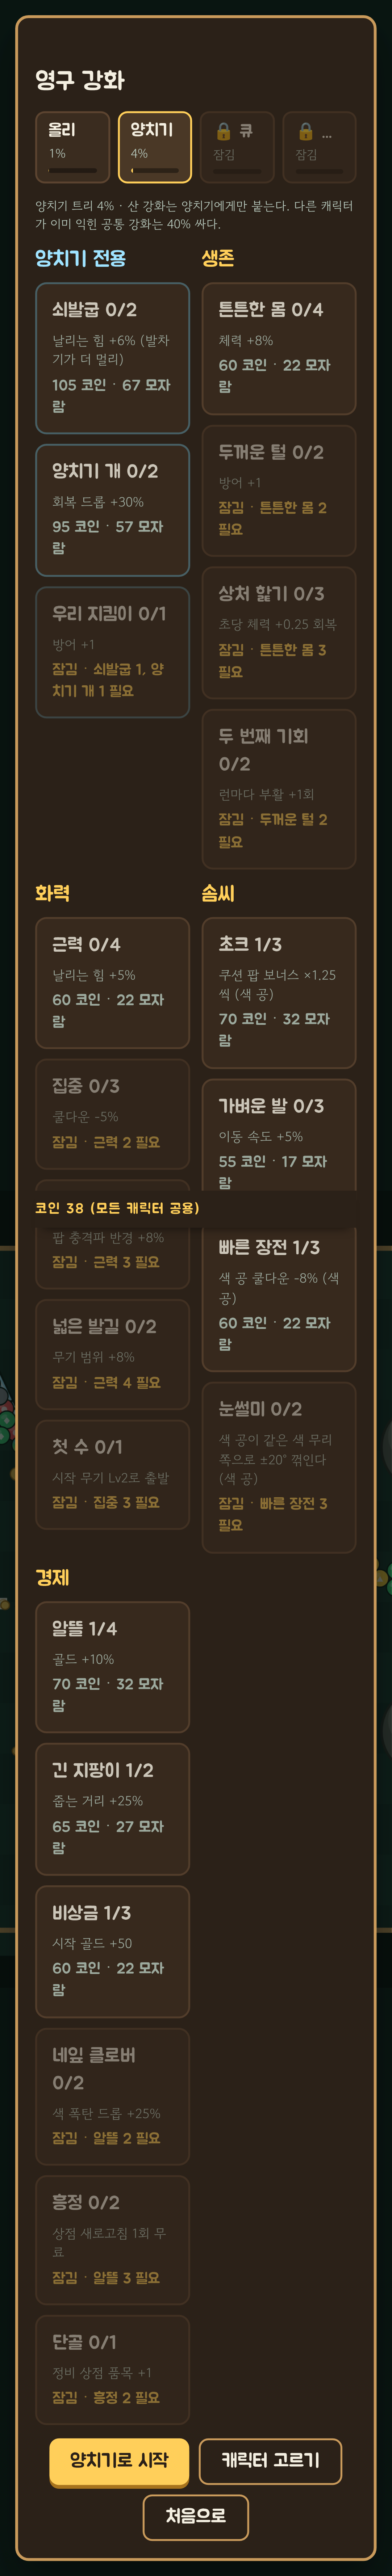 영구 강화
올리
1%
양치기
4%
🔒 큐
잠김
🔒 ...
잠김
양치기 트리 4% · 산 강화는 양치기에게만 붙는다. 다른 캐릭터
가 이미 익힌 공통 강화는 40% 싸다.
양치기 전용
쇠발굽 0/2
날리는 힘 +6% (발차
기가 더 멀리)
105 코인 · 67 모자
람
양치기 개 0/2
회복 드롭 +30%
95 코인 · 57 모자
람
우리 지킴이 0/1
방어 +1
잠김 · 쇠발굽 1, 양
치기 개 1 필요
생존
튼튼한 몸 0/4
체력 +8%
60 코인 · 22 모자
람
두꺼운 털 0/2
방어 +1
잠김 · 튼튼한 몸 2
필요
상처 핥기 0/3
초당 체력 +0.25 회복
잠김 · 튼튼한 몸 3
필요
두 번째 기회
0/2
런마다 부활 +1회
잠김 · 두꺼운 털 2
필요
화력
근력 0/4
날리는 힘 +5%
60 코인 · 22 모자
람
집중 0/3
쿨다운 -5%
잠김 · 근력 2 필요
코인 38 (모든 캐릭터 공용)
팝 충격파 반경 +8%
잠김 · 근력 3 필요
넓은 발길 0/2
무기 범위 +8%
잠김 · 근력 4 필요
첫 수 0/1
시작 무기 Lv2로 출발
잠김 · 집중 3 필요
솜씨
초크 1/3
쿠션 팝 보너스 ×1.25
씩 (색 공)
70 코인 · 32 모자
람
가벼운 발 0/3
이동 속도 +5%
55 코인 · 17 모자
람
빠른 장전 1/3
색 공 쿨다운 -8% (색
공)
60 코인 · 22 모자
람
눈썰미 0/2
색 공이 같은 색 무리
쪽으로 ±20° 꺾인다
(색 공)
잠김 · 빠른 장전 3
필요
경제
알뜰 1/4
골드 +10%
70 코인 · 32 모자
람
긴 지팡이 1/2
줍는 거리 +25%
65 코인 · 27 모자
람
비상금 1/3
시작 골드 +50
60 코인 · 22 모자
람
네잎 클로버
0/2
색 폭탄 드롭 +25%
잠김 · 알뜰 2 필요
흥정 0/2
상점 새로고침 1회 무
료
잠김 · 알뜰 3 필요
단골 0/1
정비 상점 품목 +1
잠김 · 흥정 2 필요
양치기로 시작
캐릭터 고르기
처음으로